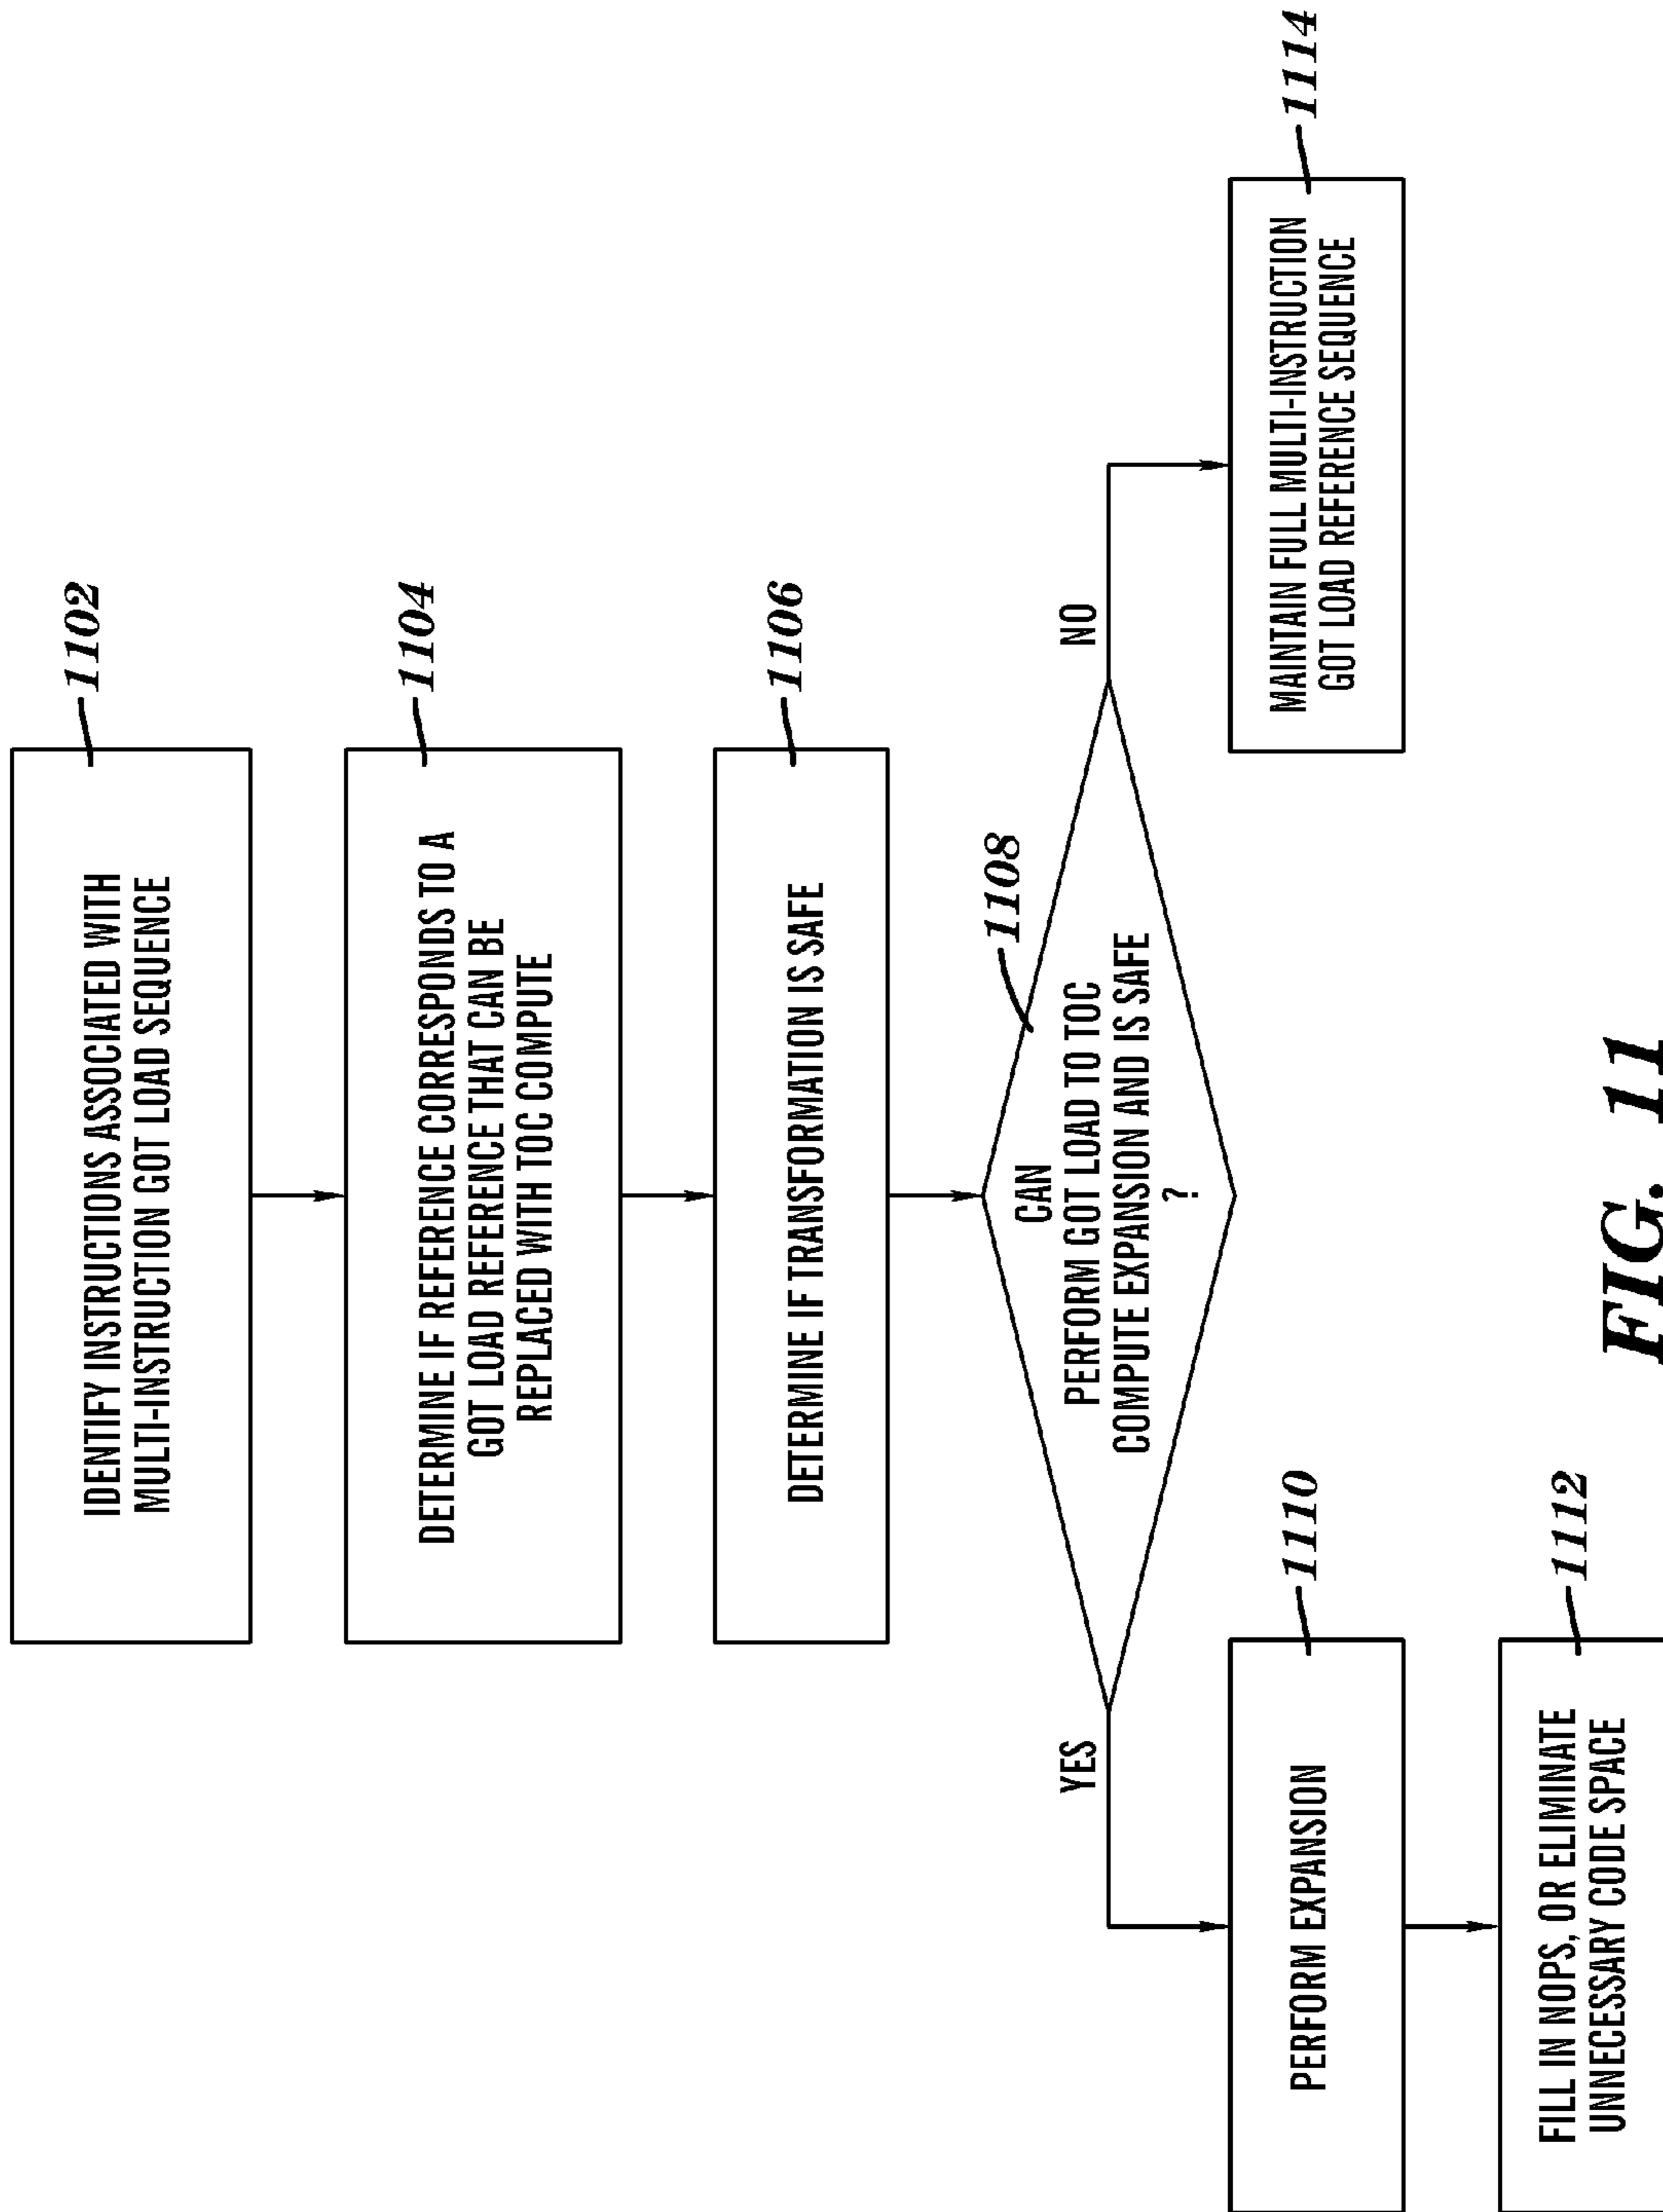 IDENTIFY INSTRUCTIONS ASSOCIATED WITH
MULTI-INSTRUCTION GOT LOAD SEQUENCE
1102
DETERMINE IF REFERENCE CORRESPONDS TO A
GOT LOAD REFERENCE THAT CAN BE
REPLACED WITH TOC COMPUTE
1104
DETERMINE IF TRANSFORMATION IS SAFE
1106
CAN
PERFORM GOT LOAD TO TOC
COMPUTE EXPANSION AND IS SAFE
?
1108
YES
NO
PERFORM EXPANSION
1110
MAINTAIN FULL MULTI-INSTRUCTION
GOT LOAD REFERENCE SEQUENCE
1114
FILL IN NOPS, OR ELIMINATE
UNNECESSARY CODE SPACE
1112
FIG. 11